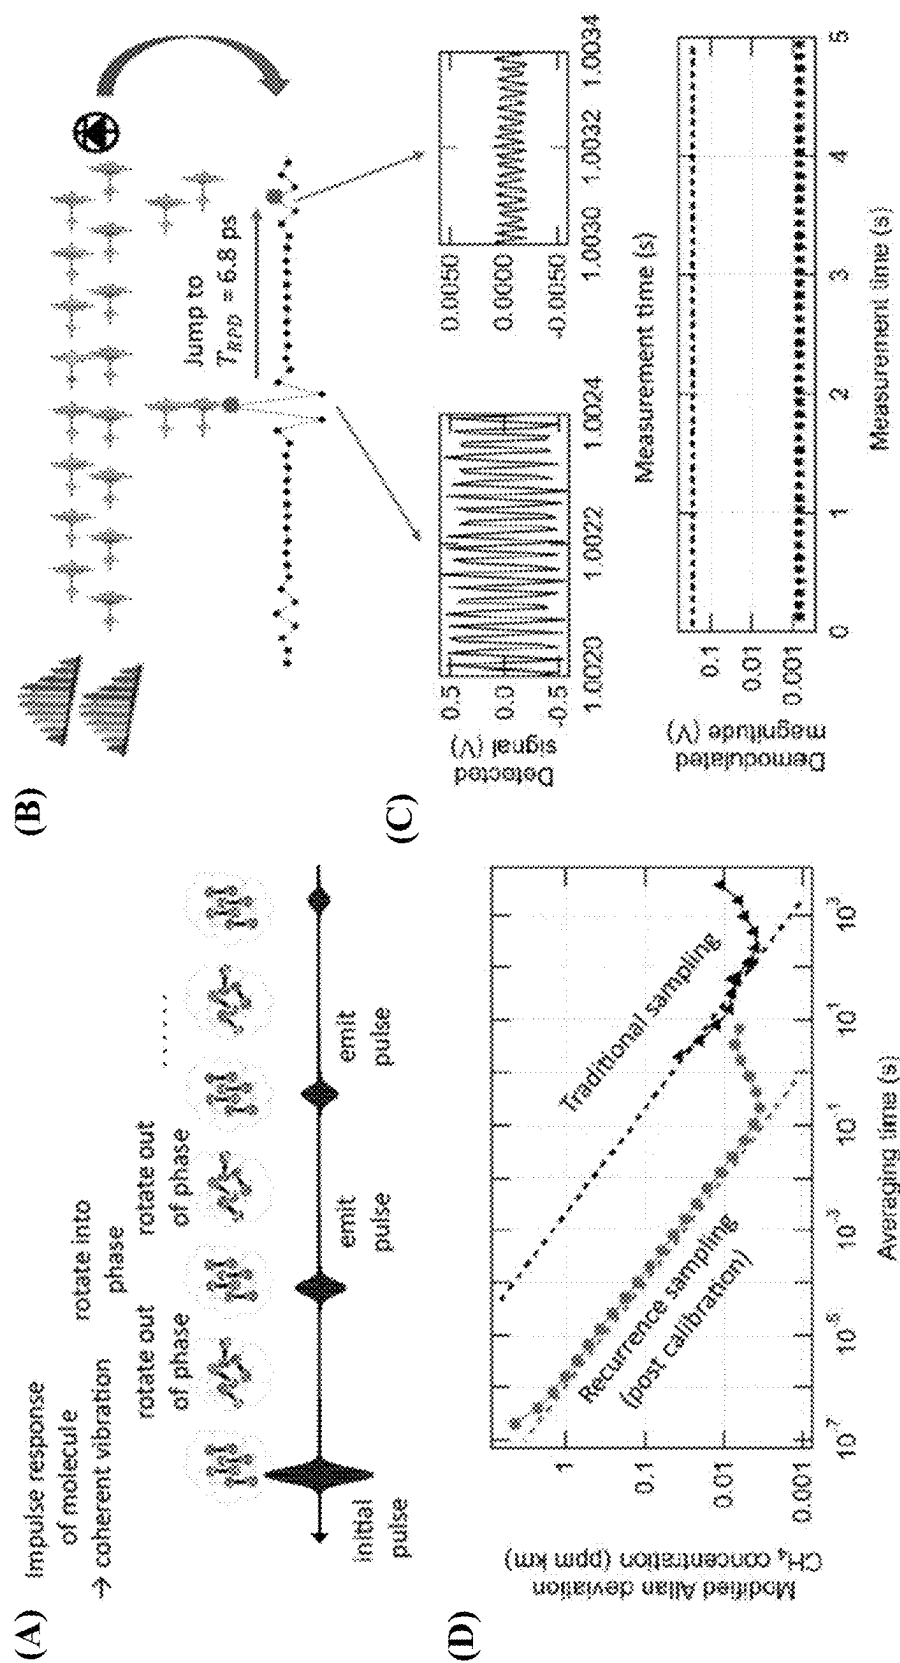 (A)
Impulse response
of molecule
→ coherent vibration
rotate out
of phase
rotate into
phase
rotate out
of phase
......
initial
pulse
emit
pulse
emit
pulse
(B)
Jump to
T_RPD = 6.8 ps
(C)
Detected
signal (V)
0.5
0.0
-0.5
1.0020
1.0022
1.0024
0.0050
0.0000
-0.0050
1.0030
1.0032
1.0034
Measurement time (s)
Demodulated
magnitude (V)
0.1
0.01
0.001
0
1
2
3
4
5
Measurement time (s)
(D)
Modified Allan deviation
CH₄ concentration (ppm km)
1
0.1
0.01
0.001
Traditional sampling
Recurrence sampling
(post calibration)
10⁻⁷
10⁻³
10⁻¹
10¹
Averaging time (s)